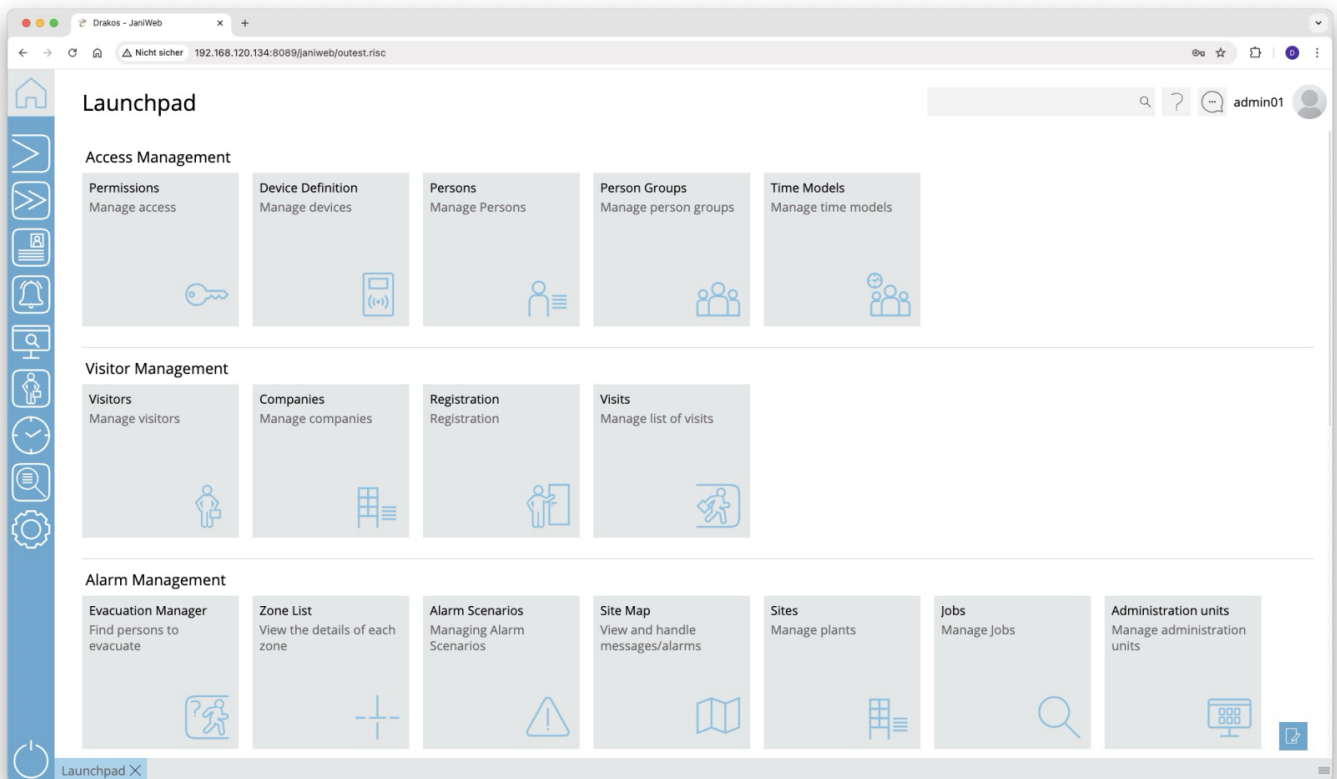 Drakos - JaniWeb
Nicht sicher 192.168.120.134:8089/janiweb/outest.risc
D
Launchpad
admin01
Access Management
Permissions
Manage access
Device Definition
Manage devices
Persons
Manage Persons
Person Groups
Manage person groups
Time Models
Manage time models
Visitor Management
Visitors
Manage visitors
Companies
Manage companies
Registration
Registration
Visits
Manage list of visits
Alarm Management
Evacuation Manager
Find persons to
evacuate
Zone List
View the details of each
zone
Alarm Scenarios
Managing Alarm
Scenarios
Site Map
View and handle
messages/alarms
Sites
Manage plants
Jobs
Manage Jobs
Administration units
Manage administration
units
Launchpad